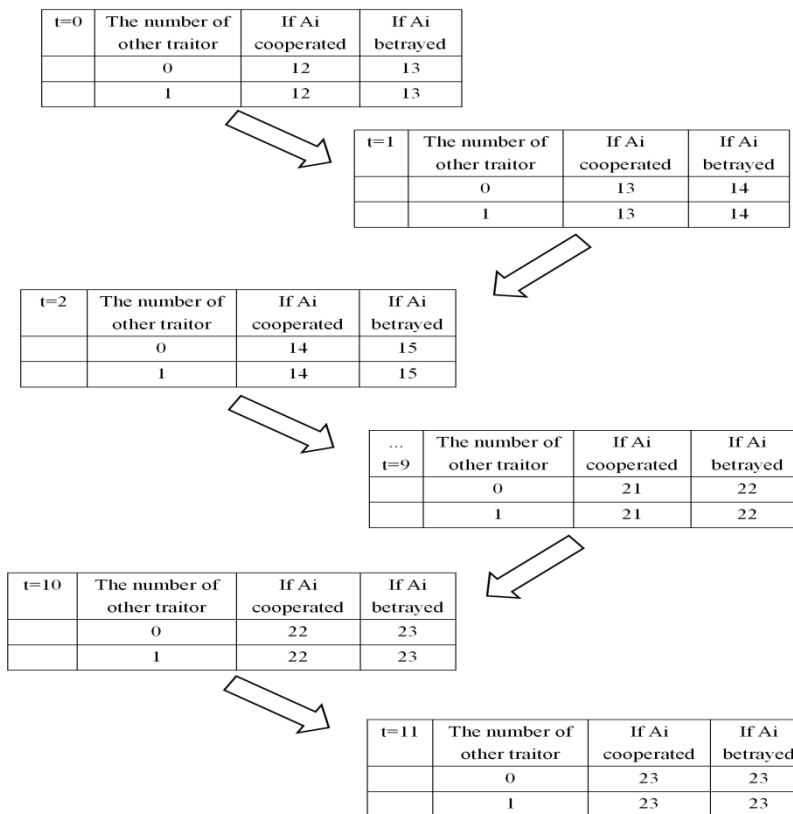 t=0 The number of other traitor If Ai cooperated If Ai betrayed
0 12 13
1 12 13
t=1 The number of other traitor If Ai cooperated If Ai betrayed
0 13 14
1 13 14
t=2 The number of other traitor If Ai cooperated If Ai betrayed
0 14 15
1 14 15
... t=9 The number of other traitor If Ai cooperated If Ai betrayed
0 21 22
1 21 22
t=10 The number of other traitor If Ai cooperated If Ai betrayed
0 22 23
1 22 23
t=11 The number of other traitor If Ai cooperated If Ai betrayed
0 23 23
1 23 23